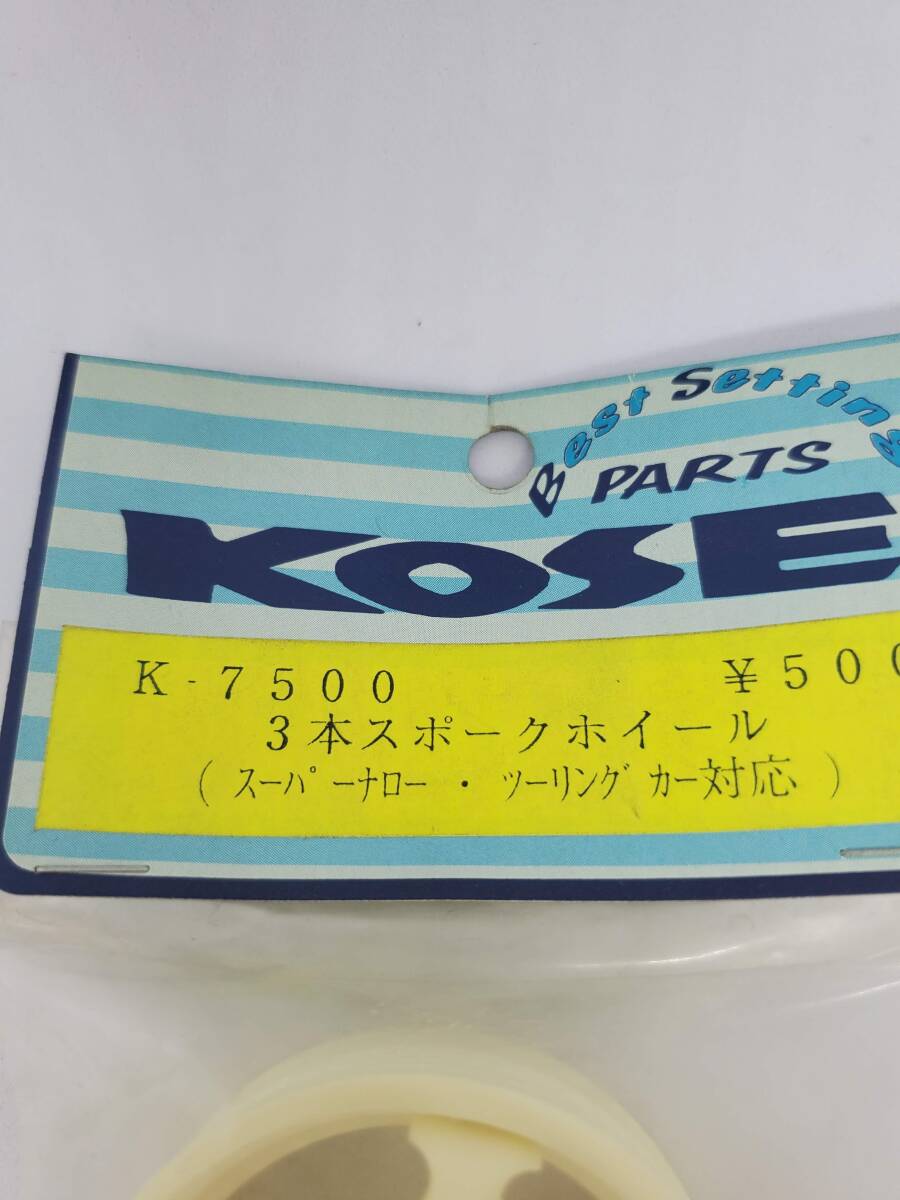 Best Setting
PARTS
KOSE
K-7500 ¥500
3本スポークホイール
(スーパーナロー・ツーリングカー対応)